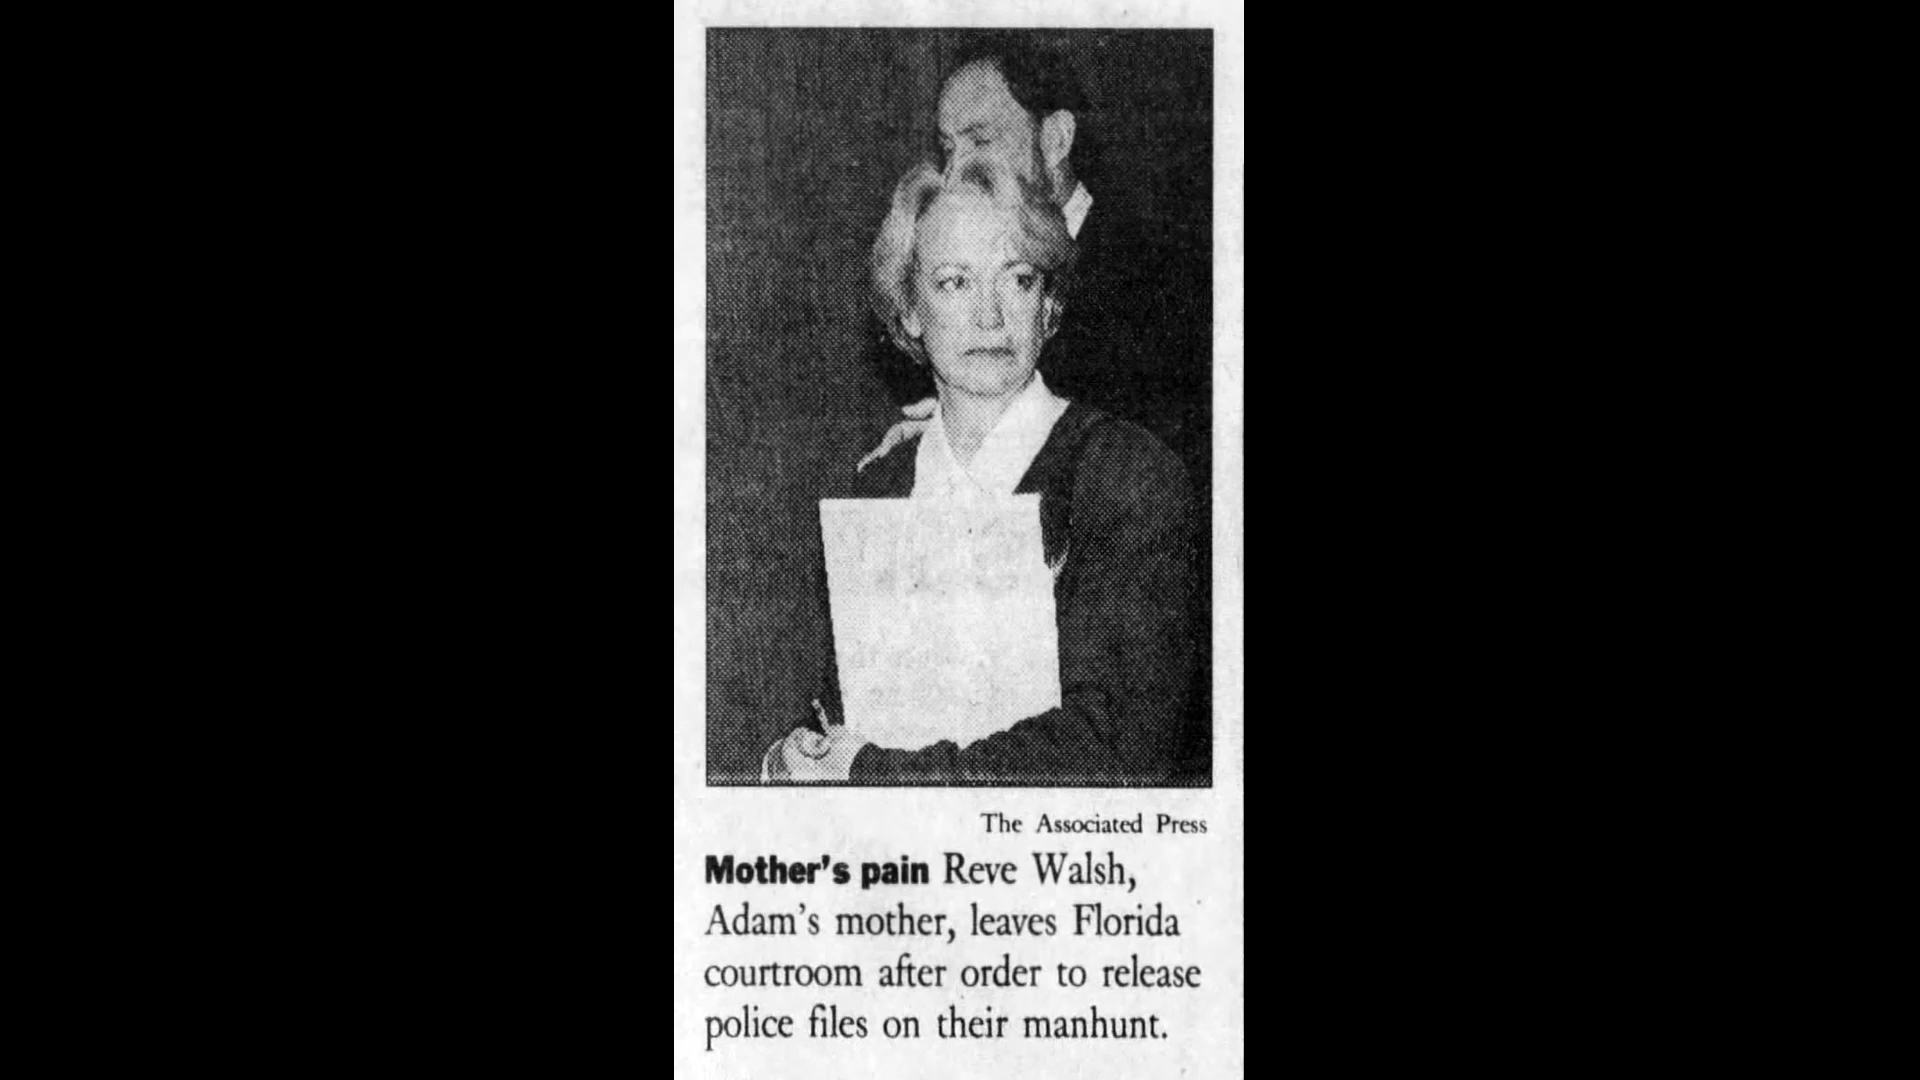 The Associated Press
Mother's pain Reve Walsh,
Adam's mother, leaves Florida
courtroom after order to release
police files on their manhunt.